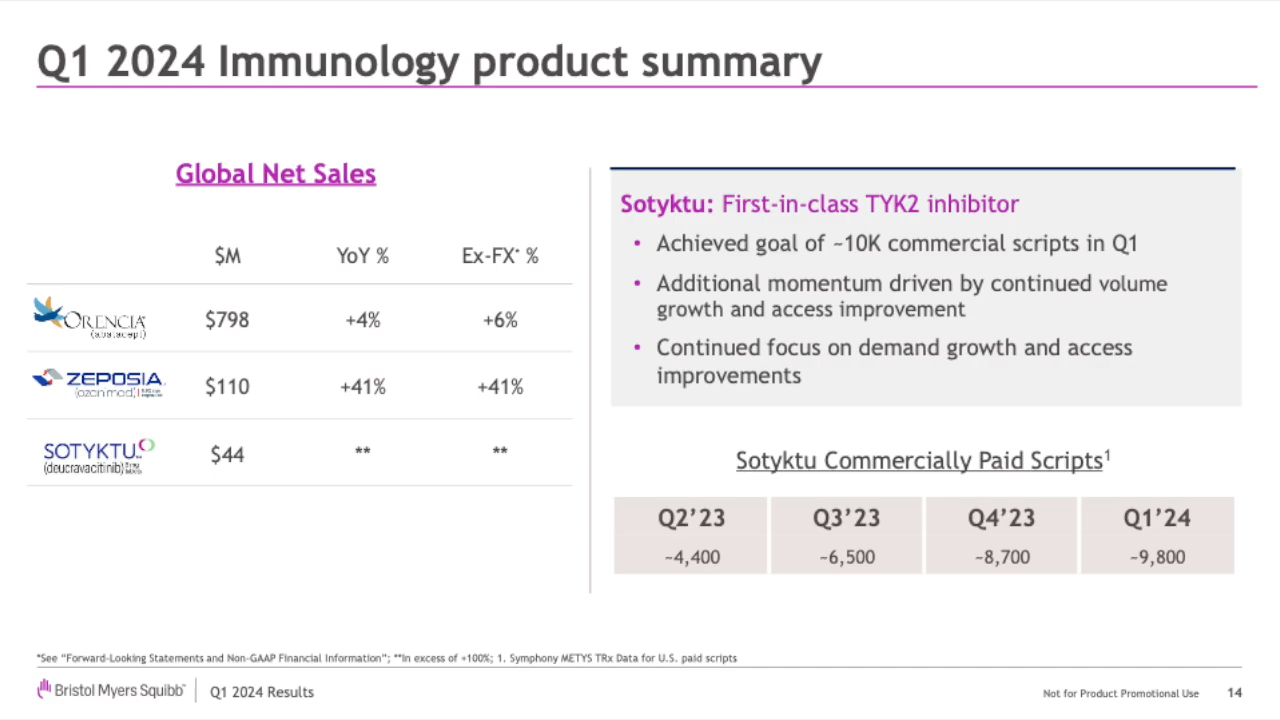 Q1 2024 Immunology product summary
Global Net Sales
$M YoY % Ex-FX* %
ORENCIA®
(abatacept)
$798 +4% +6%
ZEPOSIA®
(ozanimod)
$110 +41% +41%
SOTYKTU™
(deucravacitinib)
$44 ** **
Sotyktu: First-in-class TYK2 inhibitor
• Achieved goal of ~10K commercial scripts in Q1
• Additional momentum driven by continued volume
growth and access improvement
• Continued focus on demand growth and access
improvements
Sotyktu Commercially Paid Scripts¹
Q2’23 Q3’23 Q4’23 Q1’24
~4,400 ~6,500 ~8,700 ~9,800
*See “Forward-Looking Statements and Non-GAAP Financial Information”; **In excess of +100%; 1. Symphony METYS TRx Data for U.S. paid scripts
Bristol Myers Squibb™ Q1 2024 Results Not for Product Promotional Use 14